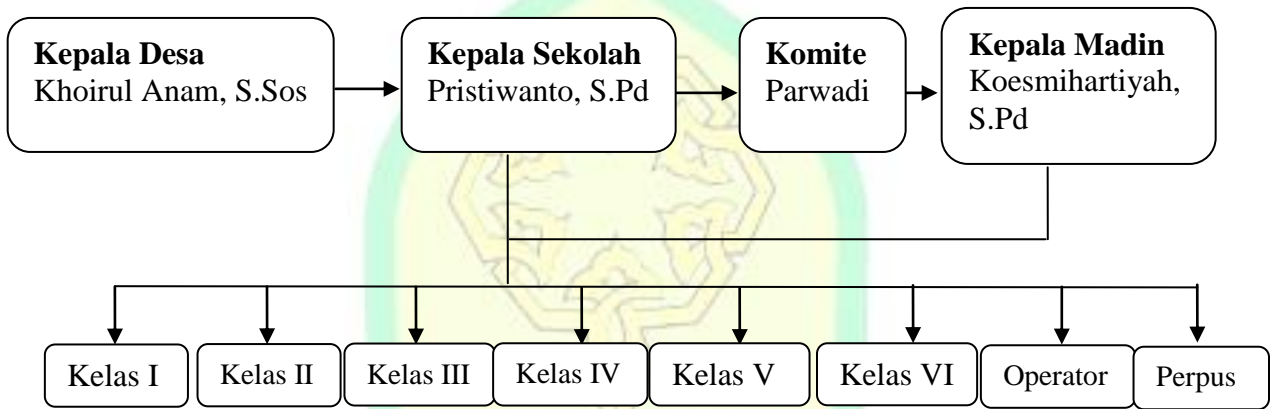 Kepala Desa
Khoirul Anam, S.Sos
Kepala Sekolah
Pristiwanto, S.Pd
Komite
Parwadi
Kepala Madin
Koesmihartiyah,
S.Pd
Kelas I
Kelas II
Kelas III
Kelas IV
Kelas V
Kelas VI
Operator
Perpus